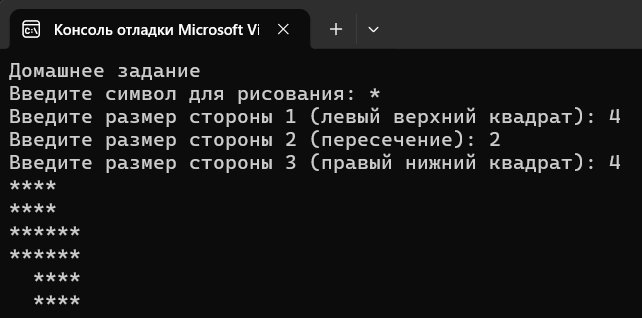 Консоль отладки Microsoft Vi
Домашнее задание
Введите символ для рисования: *
Введите размер стороны 1 (левый верхний квадрат): 4
Введите размер стороны 2 (пересечение): 2
Введите размер стороны 3 (правый нижний квадрат): 4
****
****
******
******
  ****
  ****